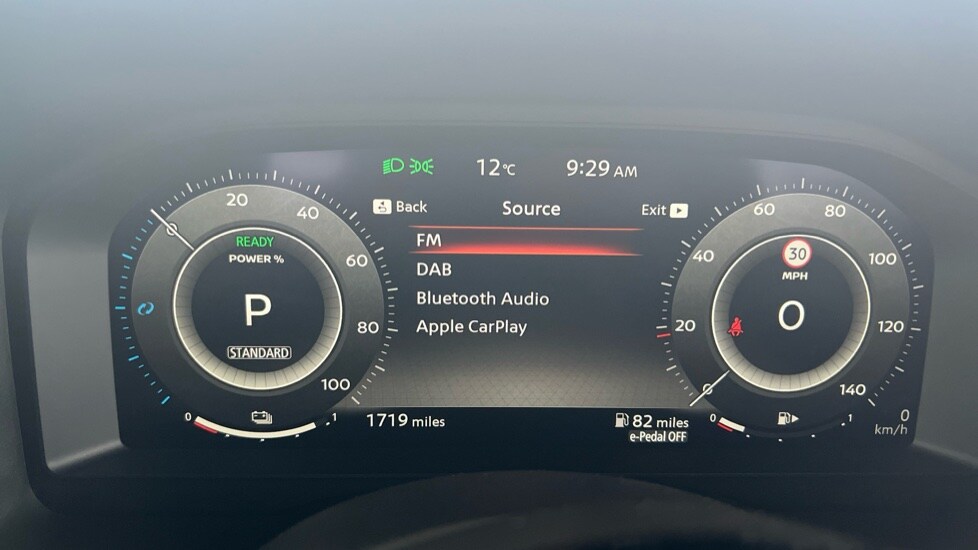 12°C 9:29 AM
Back Source Exit
FM
DAB
Bluetooth Audio
Apple CarPlay
0 20 40 60 80 100
READY
POWER %
P
STANDARD
0 1
1719 miles
82 miles
e-Pedal OFF
0 20 40 60 80 100 120 140
30
MPH
0
0 1
0
km/h